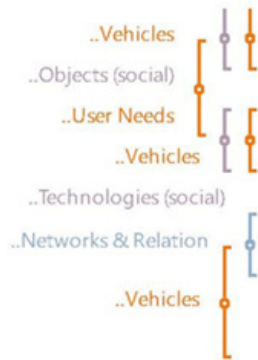 ..Vehicles
..Objects (social)
..User Needs
..Vehicles
..Technologies (social)
..Networks & Relation
..Vehicles